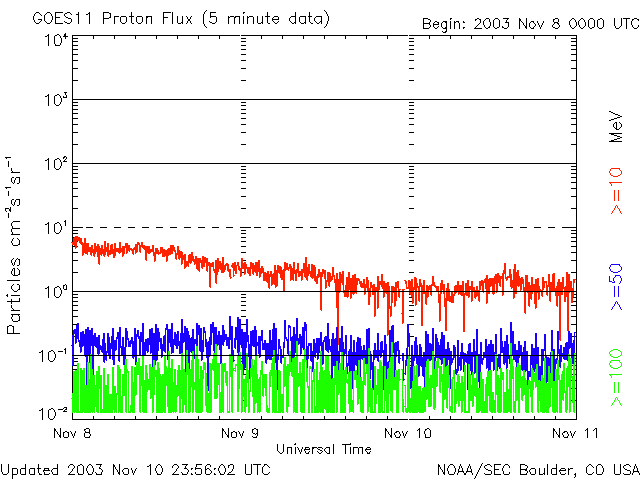 GOES11 Proton Flux (5 minute data)
Begin: 2003 Nov 8 0000 UTC
Particles cm⁻²s⁻¹sr⁻¹
10⁴
10³
10²
10¹
10⁰
10⁻¹
10⁻²
Nov 8
Nov 9
Nov 10
Nov 11
Universal Time
MeV
>=10
>=50
>=100
Updated 2003 Nov 10 23:56:02 UTC
NOAA/SEC Boulder, CO USA